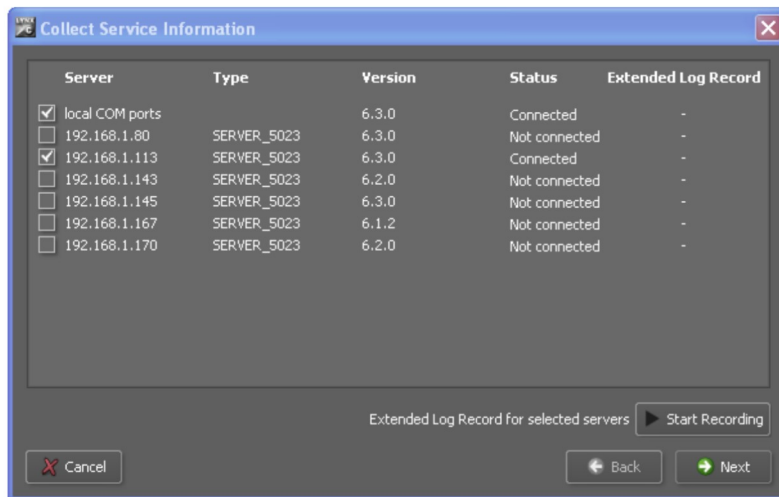 LYNX
C
Collect Service Information
Server Type Version Status Extended Log Record
local COM ports 6.3.0 Connected -
192.168.1.80 SERVER_5023 6.3.0 Not connected -
192.168.1.113 SERVER_5023 6.3.0 Connected -
192.168.1.143 SERVER_5023 6.2.0 Not connected -
192.168.1.145 SERVER_5023 6.3.0 Not connected -
192.168.1.167 SERVER_5023 6.1.2 Not connected -
192.168.1.170 SERVER_5023 6.2.0 Not connected -
Extended Log Record for selected servers Start Recording
Cancel Back Next